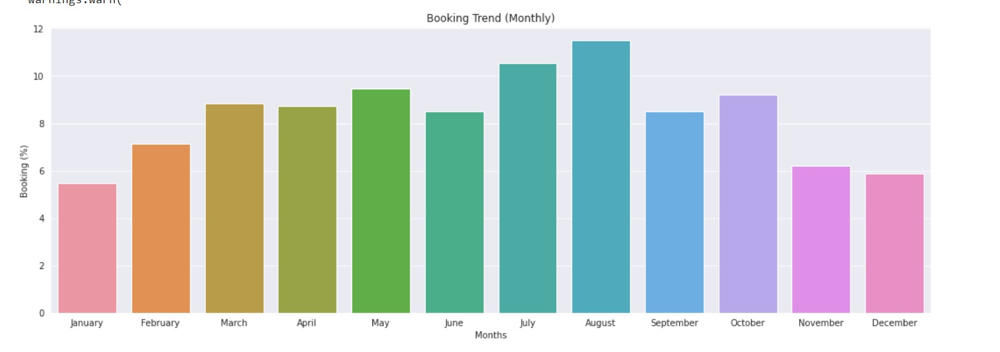 warnings.warn(
Booking Trend (Monthly)
12
10
8
6
4
2
0
Booking (%)
January February March April May June July August September October November December
Months